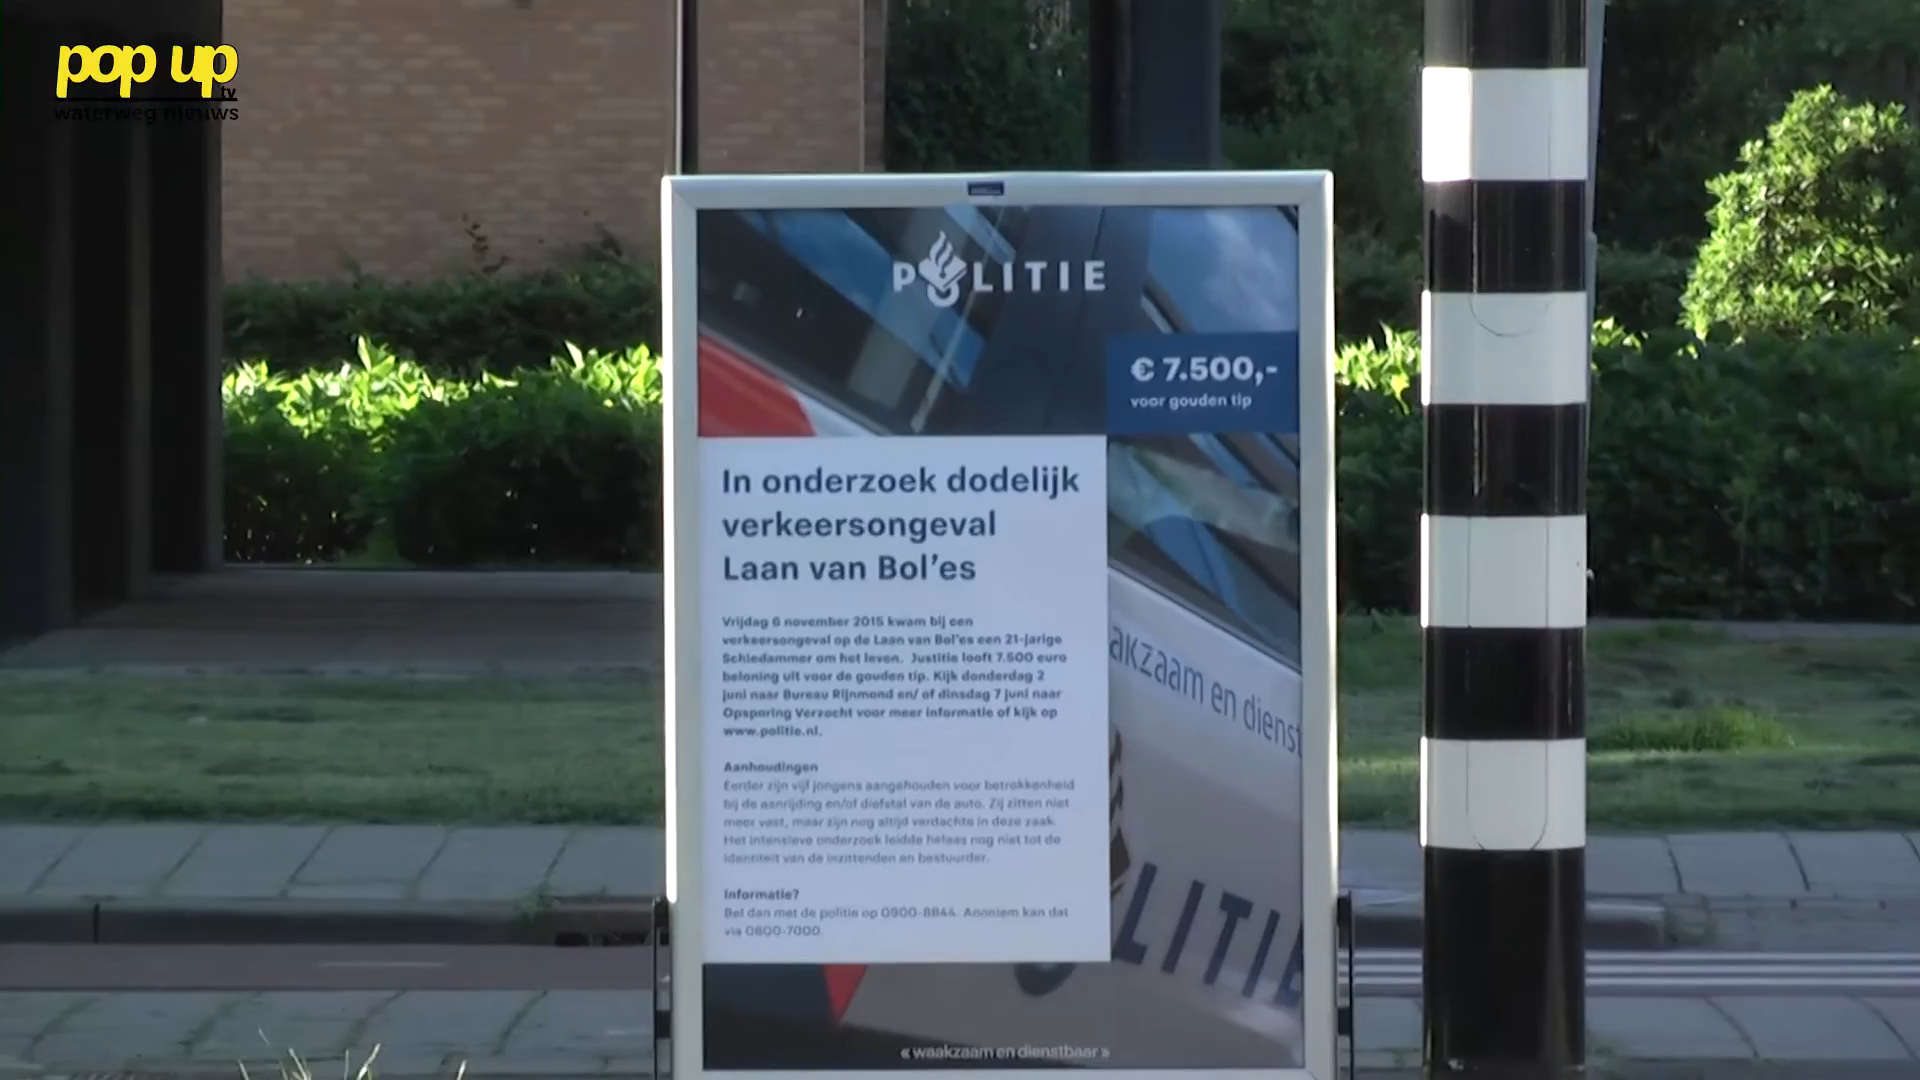 pop up
tv
waterweg nieuws
POLITIE
€ 7.500,-
voor gouden tip
In onderzoek dodelijk
verkeersongeval
Laan van Bol'es
Vrijdag 6 november 2015 kwam bij een
verkeersongeval op de Laan van Bol'es een 21-jarige
Schiedammer om het leven. Justitie looft 7.500 euro
beloning uit voor de gouden tip. Kijk donderdag 2
juni naar Bureau Rijnmond en/ of dinsdag 7 juni naar
Opsporing Verzocht voor meer informatie of kijk op
www.politie.nl.
Aanhoudingen
Eerder zijn vijf jongens aangehouden voor betrokkenheid
bij de aanrijding en/of diefstal van de auto. Zij zitten niet
meer vast, maar zijn nog altijd verdachte in deze zaak.
Het intensieve onderzoek leidde helaas nog niet tot de
identiteit van de inzittenden en bestuurder.
Informatie?
Bel dan met de politie op 0900-8844. Anoniem kan dat
via 0800-7000.
akzaam en dienst
OLITIE
« waakzaam en dienstbaar »